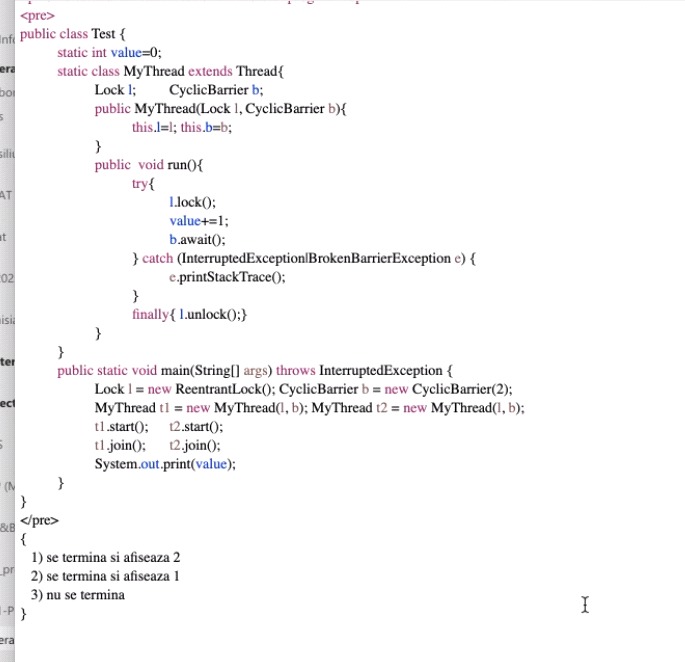 <pre>
public class Test {
static int value=0;
static class MyThread extends Thread{
Lock l; CyclicBarrier b;
public MyThread(Lock l, CyclicBarrier b){
this.l=l; this.b=b;
}
public void run(){
try{
l.lock();
value+=1;
b.await();
} catch (InterruptedException|BrokenBarrierException e) {
e.printStackTrace();
}
finally{ l.unlock();}
}
}
public static void main(String[] args) throws InterruptedException {
Lock l = new ReentrantLock(); CyclicBarrier b = new CyclicBarrier(2);
MyThread t1 = new MyThread(l, b); MyThread t2 = new MyThread(l, b);
t1.start(); t2.start();
t1.join(); t2.join();
System.out.print(value);
}
}
</pre>
{
1) se termina si afiseaza 2
2) se termina si afiseaza 1
3) nu se termina
}